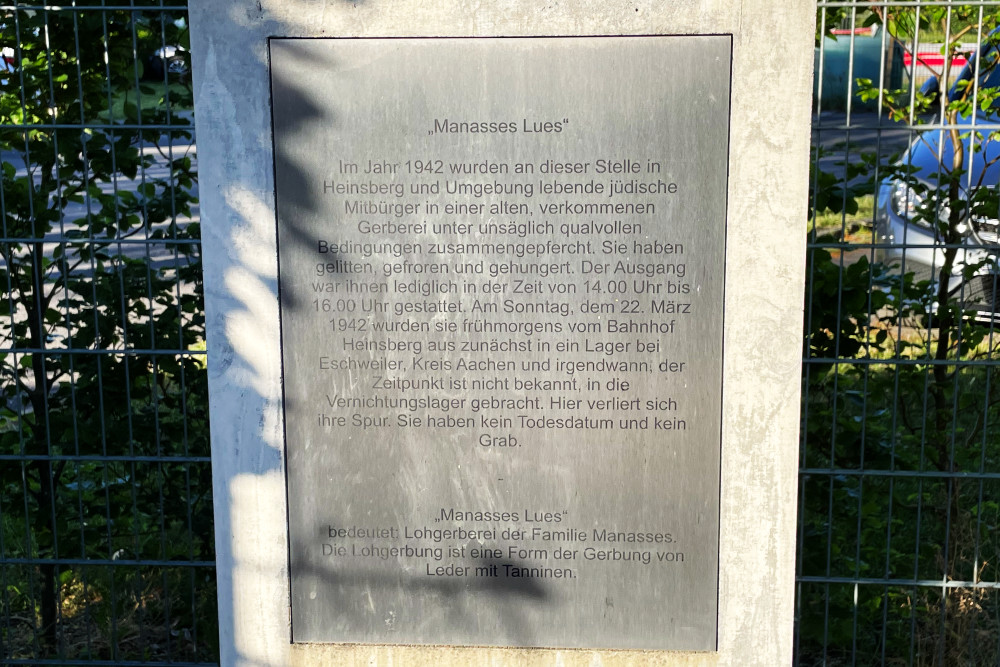 „Manasses Lues“
Im Jahr 1942 wurden an dieser Stelle in
Heinsberg und Umgebung lebende jüdische
Mitbürger in einer alten, verkommenen
Gerberei unter unsäglich qualvollen
Bedingungen zusammengepfercht. Sie haben
gelitten, gefroren und gehungert. Der Ausgang
war ihnen lediglich in der Zeit von 14.00 Uhr bis
16.00 Uhr gestattet. Am Sonntag, dem 22. März
1942 wurden sie frühmorgens vom Bahnhof
Heinsberg aus zunächst in ein Lager bei
Eschweiler, Kreis Aachen und irgendwann, der
Zeitpunkt ist nicht bekannt, in die
Vernichtungslager gebracht. Hier verliert sich
ihre Spur. Sie haben kein Todesdatum und kein
Grab.
„Manasses Lues“
bedeutet: Lohgerberei der Familie Manasses.
Die Lohgerbung ist eine Form der Gerbung von
Leder mit Tanninen.